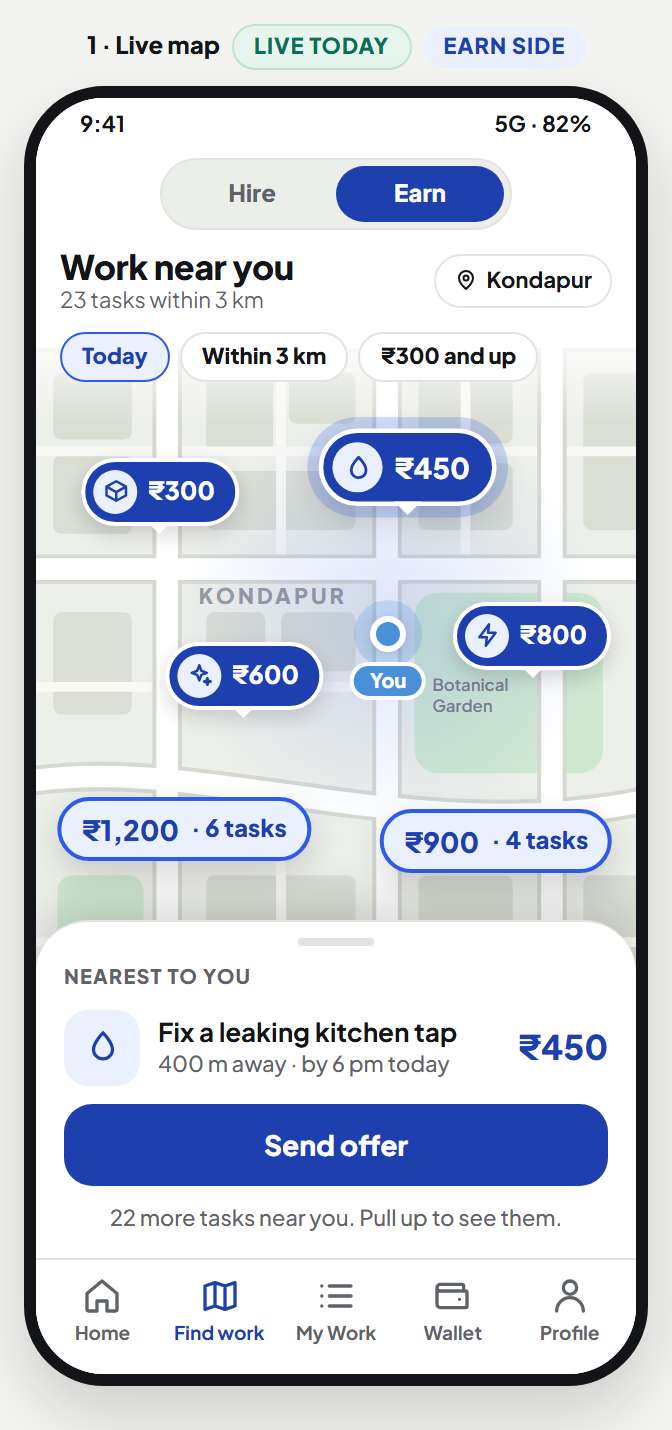 1 · Live map LIVE TODAY EARN SIDE
9:41 5G · 82%
Hire Earn
Work near you
23 tasks within 3 km
Kondapur
Today Within 3 km ₹300 and up
₹450
₹300
KONDAPUR
₹800
₹600
You
Botanical
Garden
₹1,200 · 6 tasks
₹900 · 4 tasks
NEAREST TO YOU
Fix a leaking kitchen tap
400 m away · by 6 pm today
₹450
Send offer
22 more tasks near you. Pull up to see them.
Home Find work My Work Wallet Profile